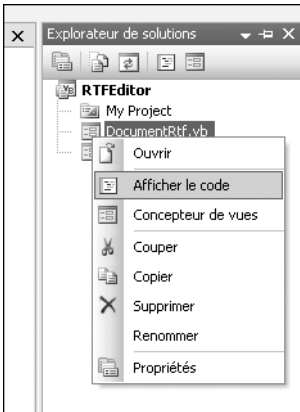 Explorateur de solutions
RTFEditor
My Project
DocumentRtf.vb
Ouvrir
Afficher le code
Concepteur de vues
Couper
Copier
Supprimer
Renommer
Propriétés